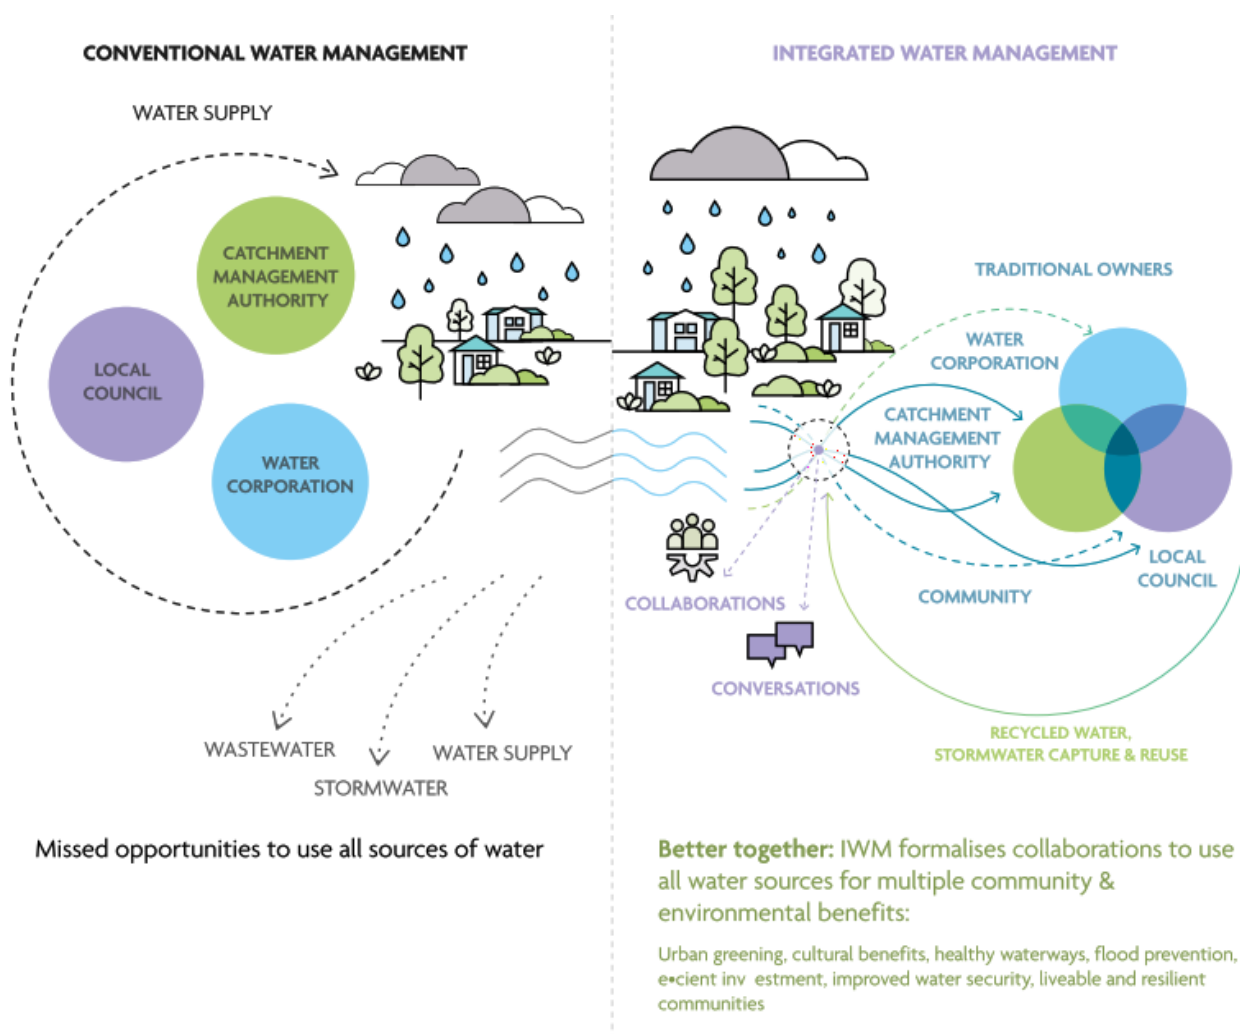 CONVENTIONAL WATER MANAGEMENT
WATER SUPPLY
CATCHMENT
MANAGEMENT
AUTHORITY
LOCAL
COUNCIL
WATER
CORPORATION
WASTEWATER
STORMWATER
WATER SUPPLY
Missed opportunities to use all sources of water
INTEGRATED WATER MANAGEMENT
TRADITIONAL OWNERS
WATER
CORPORATION
CATCHMENT
MANAGEMENT
AUTHORITY
LOCAL
COUNCIL
COMMUNITY
COLLABORATIONS
CONVERSATIONS
RECYCLED WATER,
STORMWATER CAPTURE & REUSE
Better together: IWM formalises collaborations to use
all water sources for multiple community &
environmental benefits:
Urban greening, cultural benefits, healthy waterways, flood prevention,
e•cient inv estment, improved water security, liveable and resilient
communities